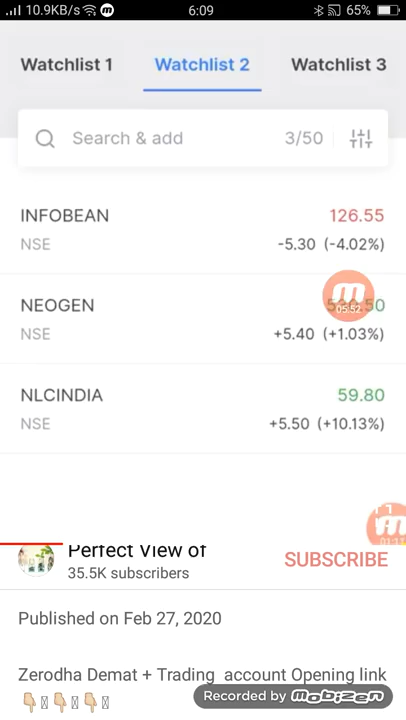 10.9KB/s 6:09 65%
Watchlist 1 Watchlist 2 Watchlist 3
Search & add 3/50
INFOBEAN 126.55
NSE -5.30 (-4.02%)
NEOGEN
05:52
NSE +5.40 (+1.03%)
NLCINDIA 59.80
NSE +5.50 (+10.13%)
Perfect View of
SUBSCRIBE
35.5K subscribers
Published on Feb 27, 2020
Zerodha Demat + Trading account Opening link
Recorded by mobizen